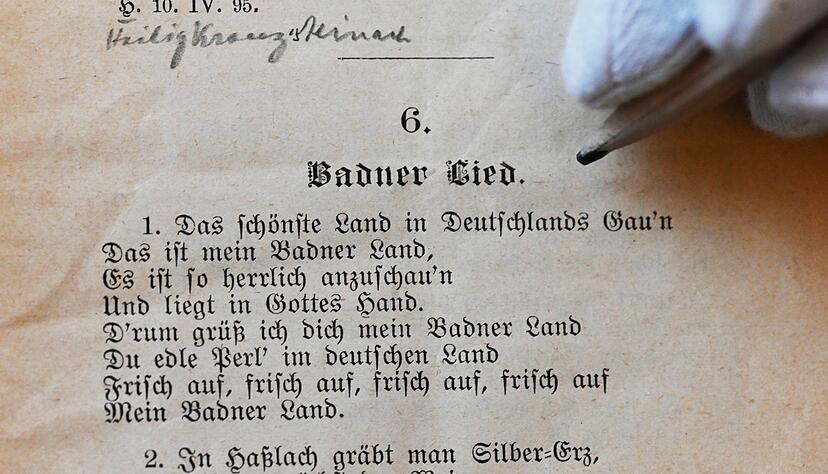 H. 10. IV. 95.
Heiligkreuzsteinach
6.
Badner Lied.
1. Das schönste Land in Deutschlands Gau'n
Das ist mein Badner Land,
Es ist so herrlich anzuschau'n
Und liegt in Gottes Hand.
D'rum grüß ich dich mein Badner Land
Du edle Perl' im deutschen Land
Frisch auf, frisch auf, frisch auf, frisch auf
Mein Badner Land.
2. In Haßlach gräbt man Silber-Erz,